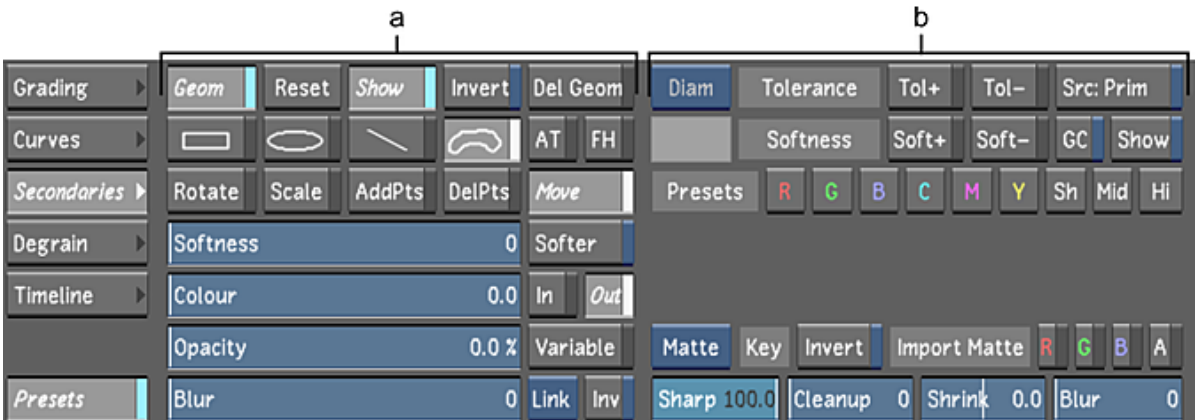 a b
Grading Geom Reset Show Invert Del Geom Diam Tolerance Tol+ Tol- Src: Prim
Curves AT FH Softness Soft+ Soft- GC Show
Secondaries Rotate Scale AddPts DelPts Move Presets R G B C M Y Sh Mid Hi
Degrain Softness 0 Softer
Timeline Colour 0.0 In Out
Opacity 0.0 % Variable Matte Key Invert Import Matte R G B A
Presets Blur 0 Link Inv Sharp 100.0 Cleanup 0 Shrink 0.0 Blur 0